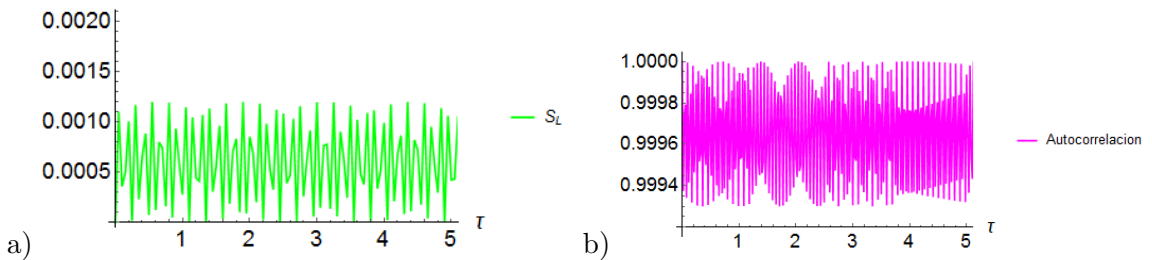 0.0020
0.0015
0.0010
0.0005
1 2 3 4 5 τ
S_L
a)
1.0000
0.9998
0.9996
0.9994
1 2 3 4 5 τ
Autocorrelacion
b)